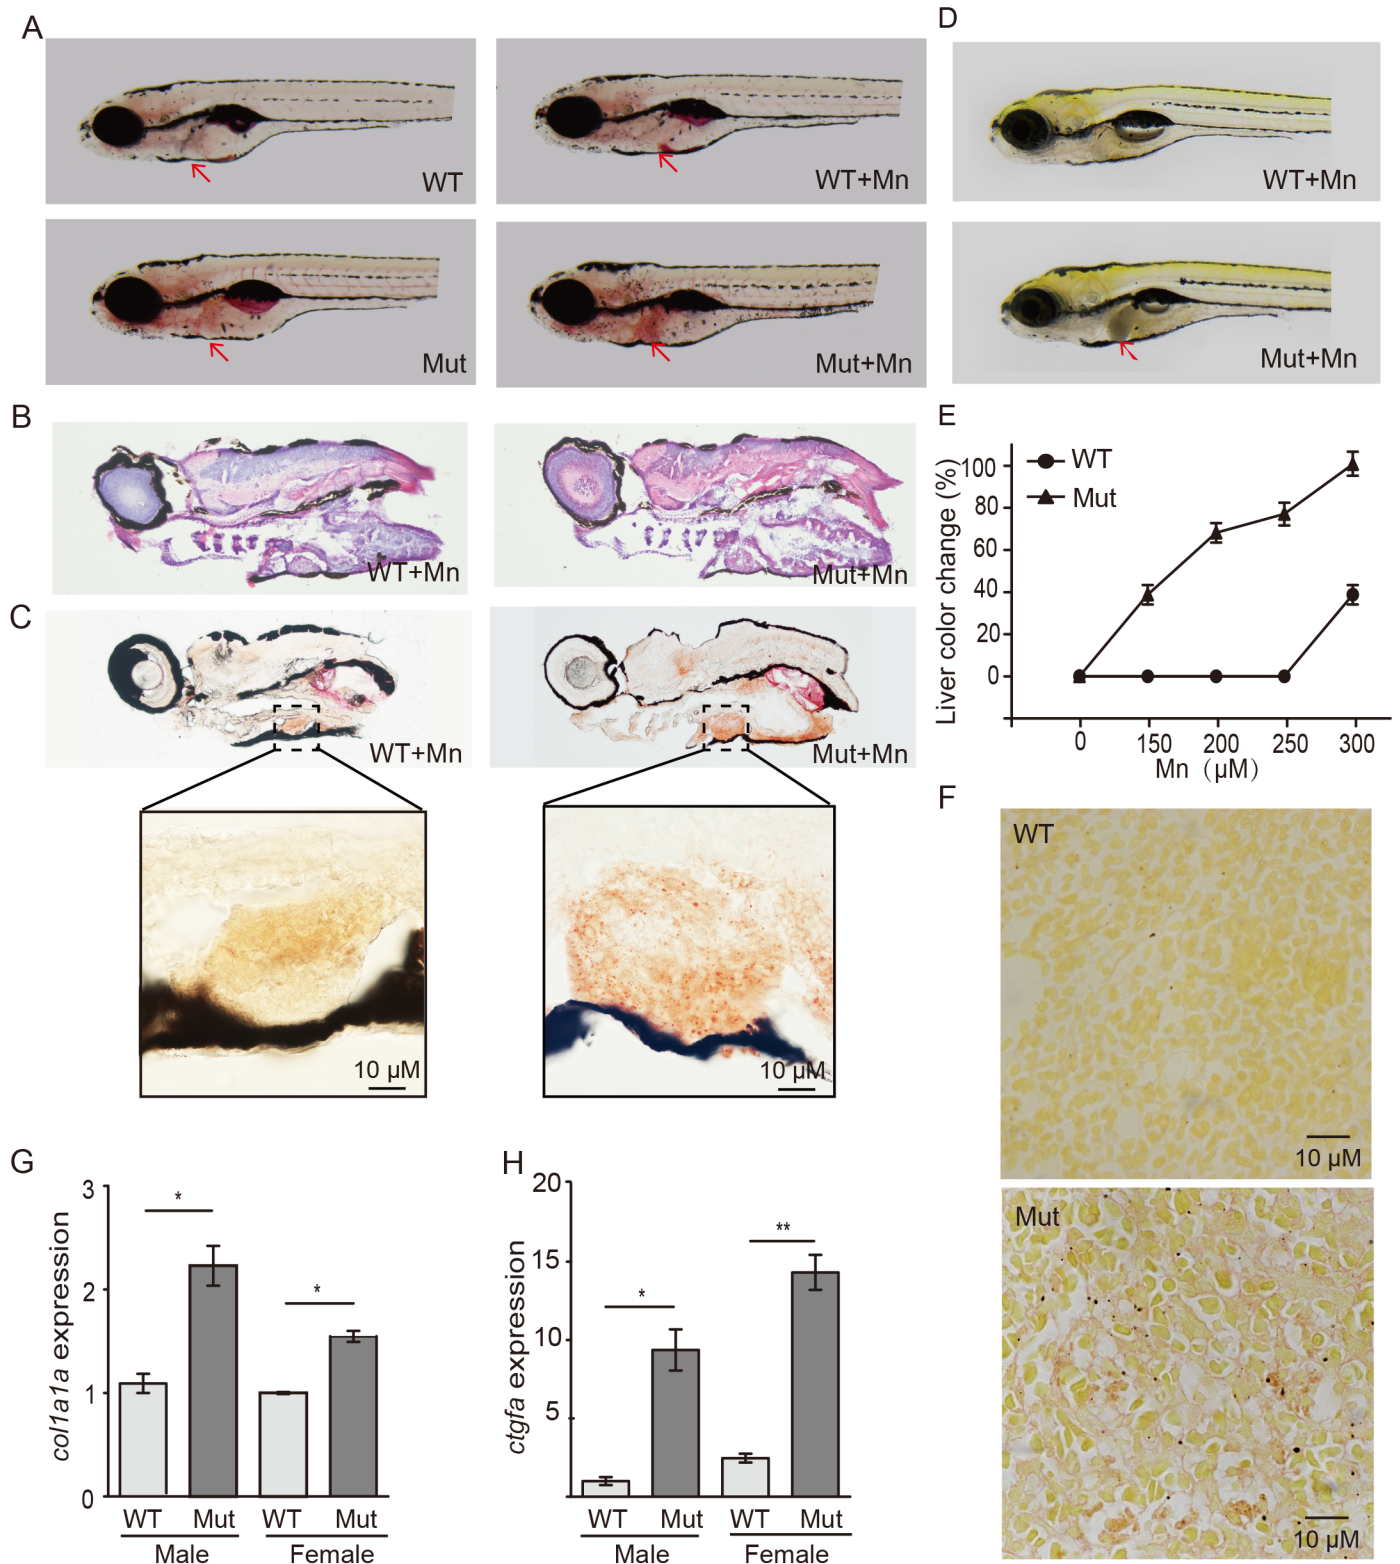 A
WT
WT+Mn
Mut
Mut+Mn
D
WT+Mn
Mut+Mn
B
WT+Mn
Mut+Mn
C
WT+Mn
Mut+Mn
10 µM
10 µM
E
WT
Mut
Liver color change (%)
100
80
60
40
20
0
0 150 200 250 300
Mn (µM)
F
WT
10 µM
Mut
10 µM
G
col1a1a expression
3
2
1
0
*
*
WT Mut WT Mut
Male Female
H
ctgfa expression
20
15
10
5
*
**
WT Mut WT Mut
Male Female